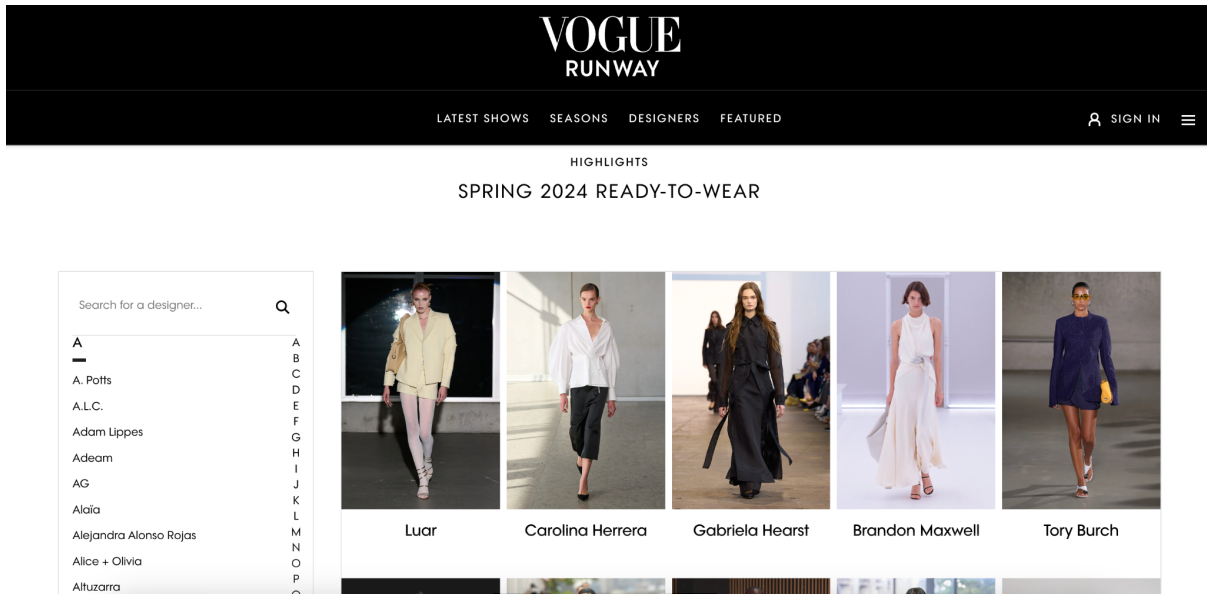 VOGUE
RUNWAY
LATEST SHOWS SEASONS DESIGNERS FEATURED
SIGN IN
HIGHLIGHTS
SPRING 2024 READY-TO-WEAR
Search for a designer...
A
A. Potts
A.L.C.
Adam Lippes
Adeam
AG
Alaïa
Alejandra Alonso Rojas
Alice + Olivia
Altuzarra
A
B
C
D
E
F
G
H
I
J
K
L
M
N
O
P
Luar
Carolina Herrera
Gabriela Hearst
Brandon Maxwell
Tory Burch